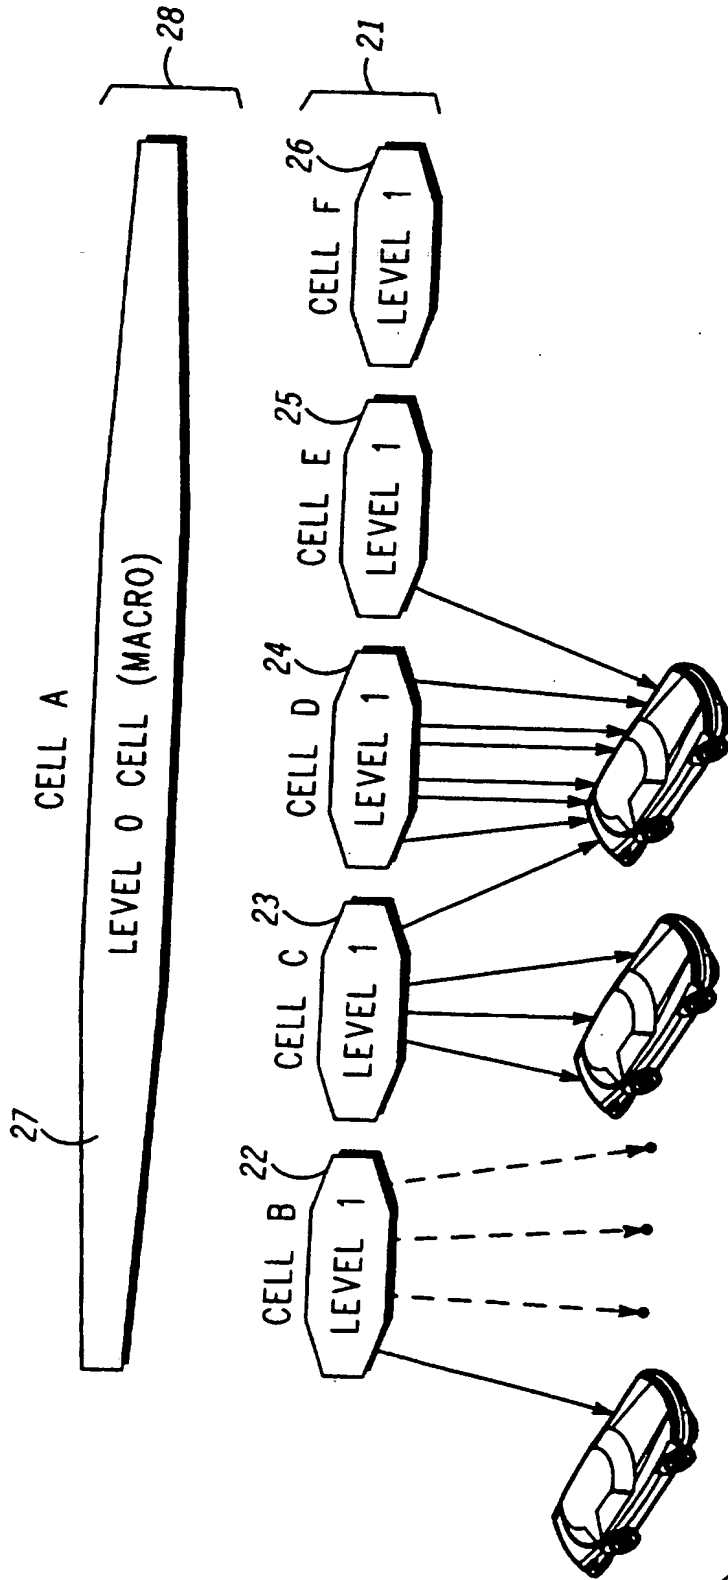 CELL A
28
27
LEVEL 0 CELL (MACRO)
21
CELL B
22
LEVEL 1
CELL C
23
LEVEL 1
CELL D
24
LEVEL 1
CELL E
25
LEVEL 1
CELL F
26
LEVEL 1